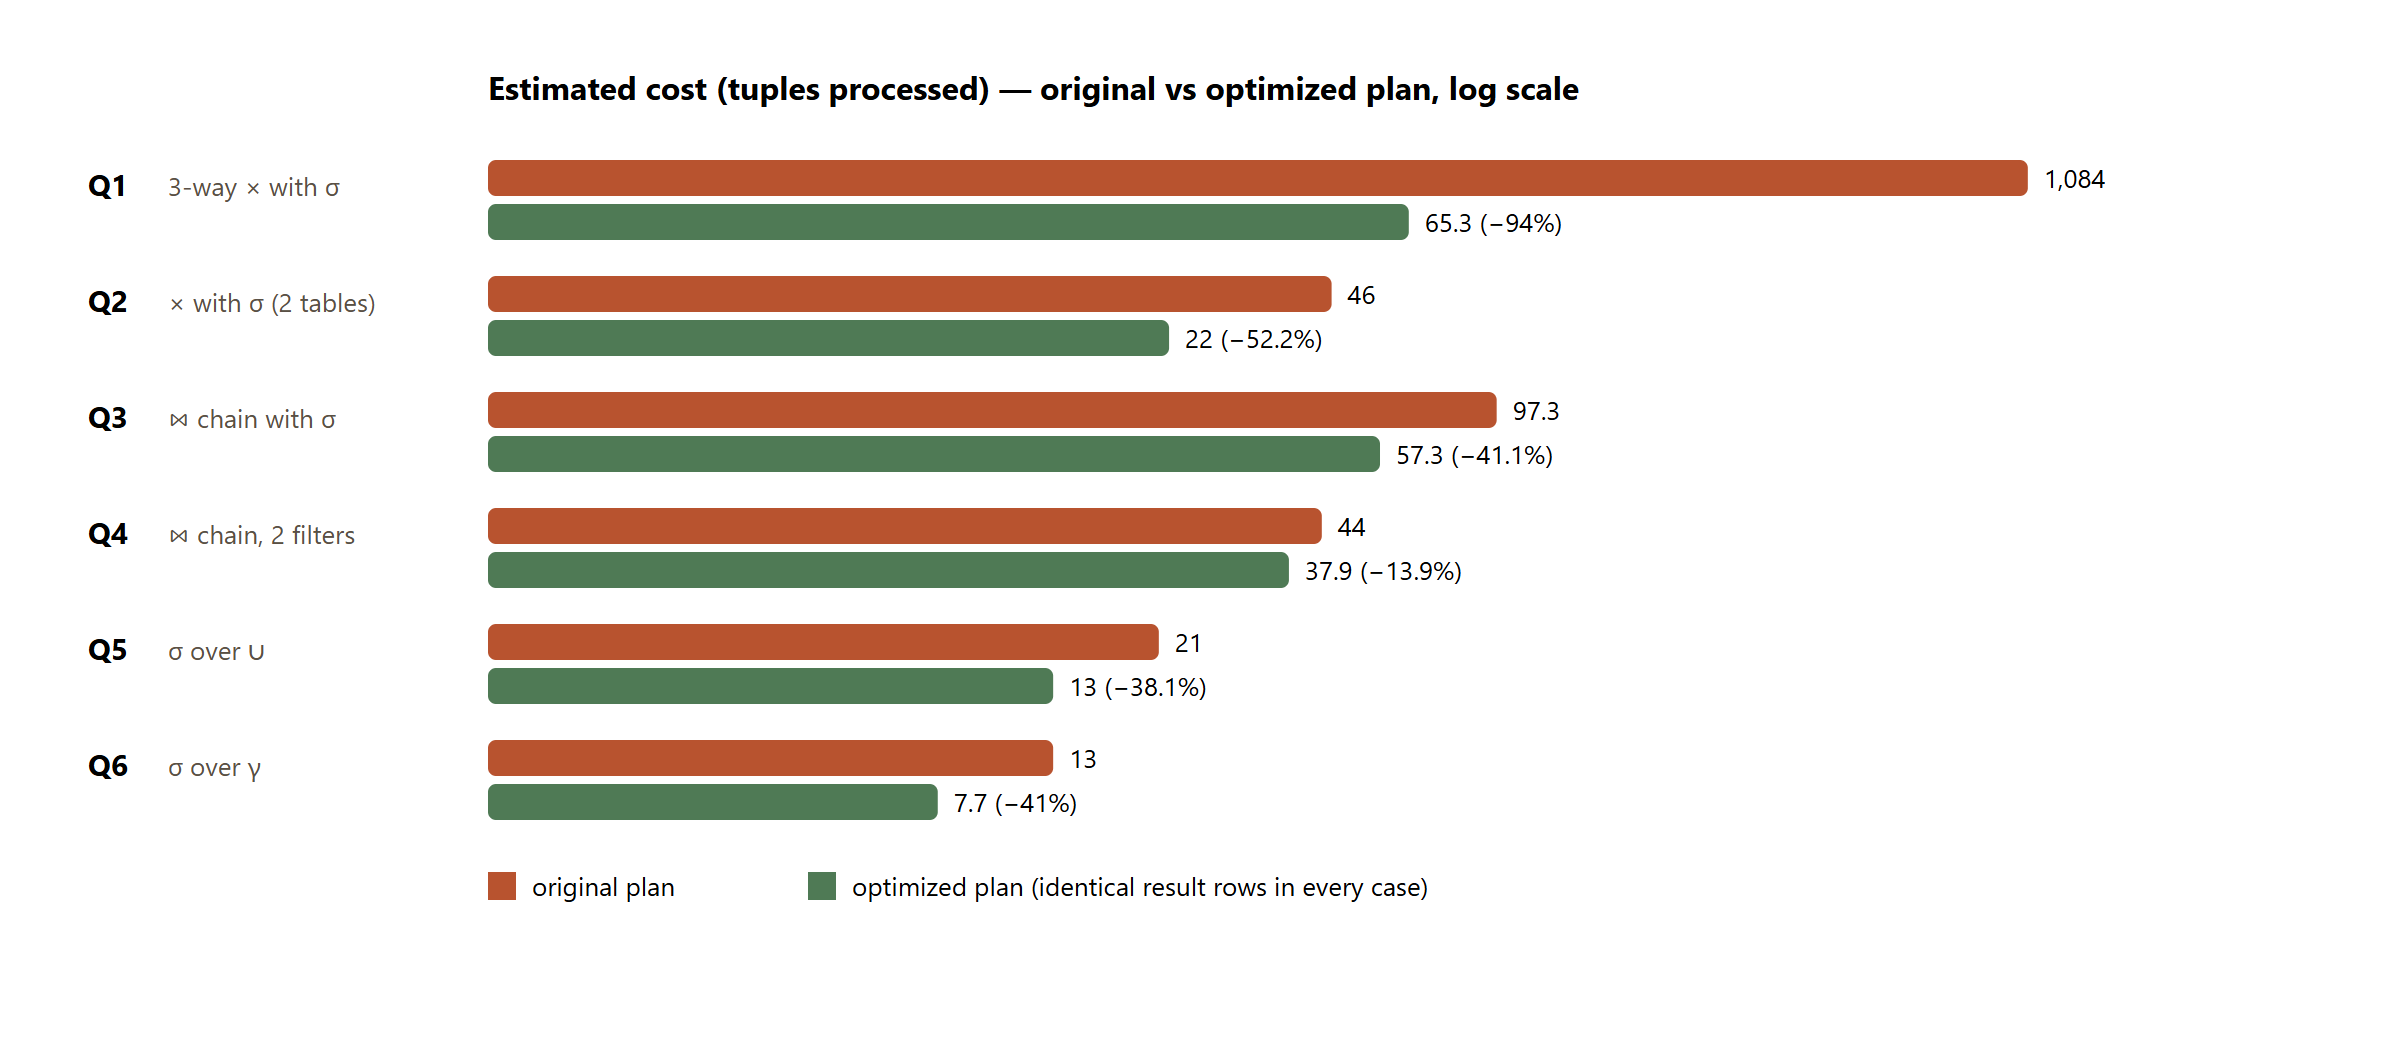 Estimated cost (tuples processed) — original vs optimized plan, log scale
Q1 3-way × with σ 1,084
65.3 (−94%)
Q2 × with σ (2 tables) 46
22 (−52.2%)
Q3 ⋈ chain with σ 97.3
57.3 (−41.1%)
Q4 ⋈ chain, 2 filters 44
37.9 (−13.9%)
Q5 σ over ∪ 21
13 (−38.1%)
Q6 σ over γ 13
7.7 (−41%)
original plan optimized plan (identical result rows in every case)